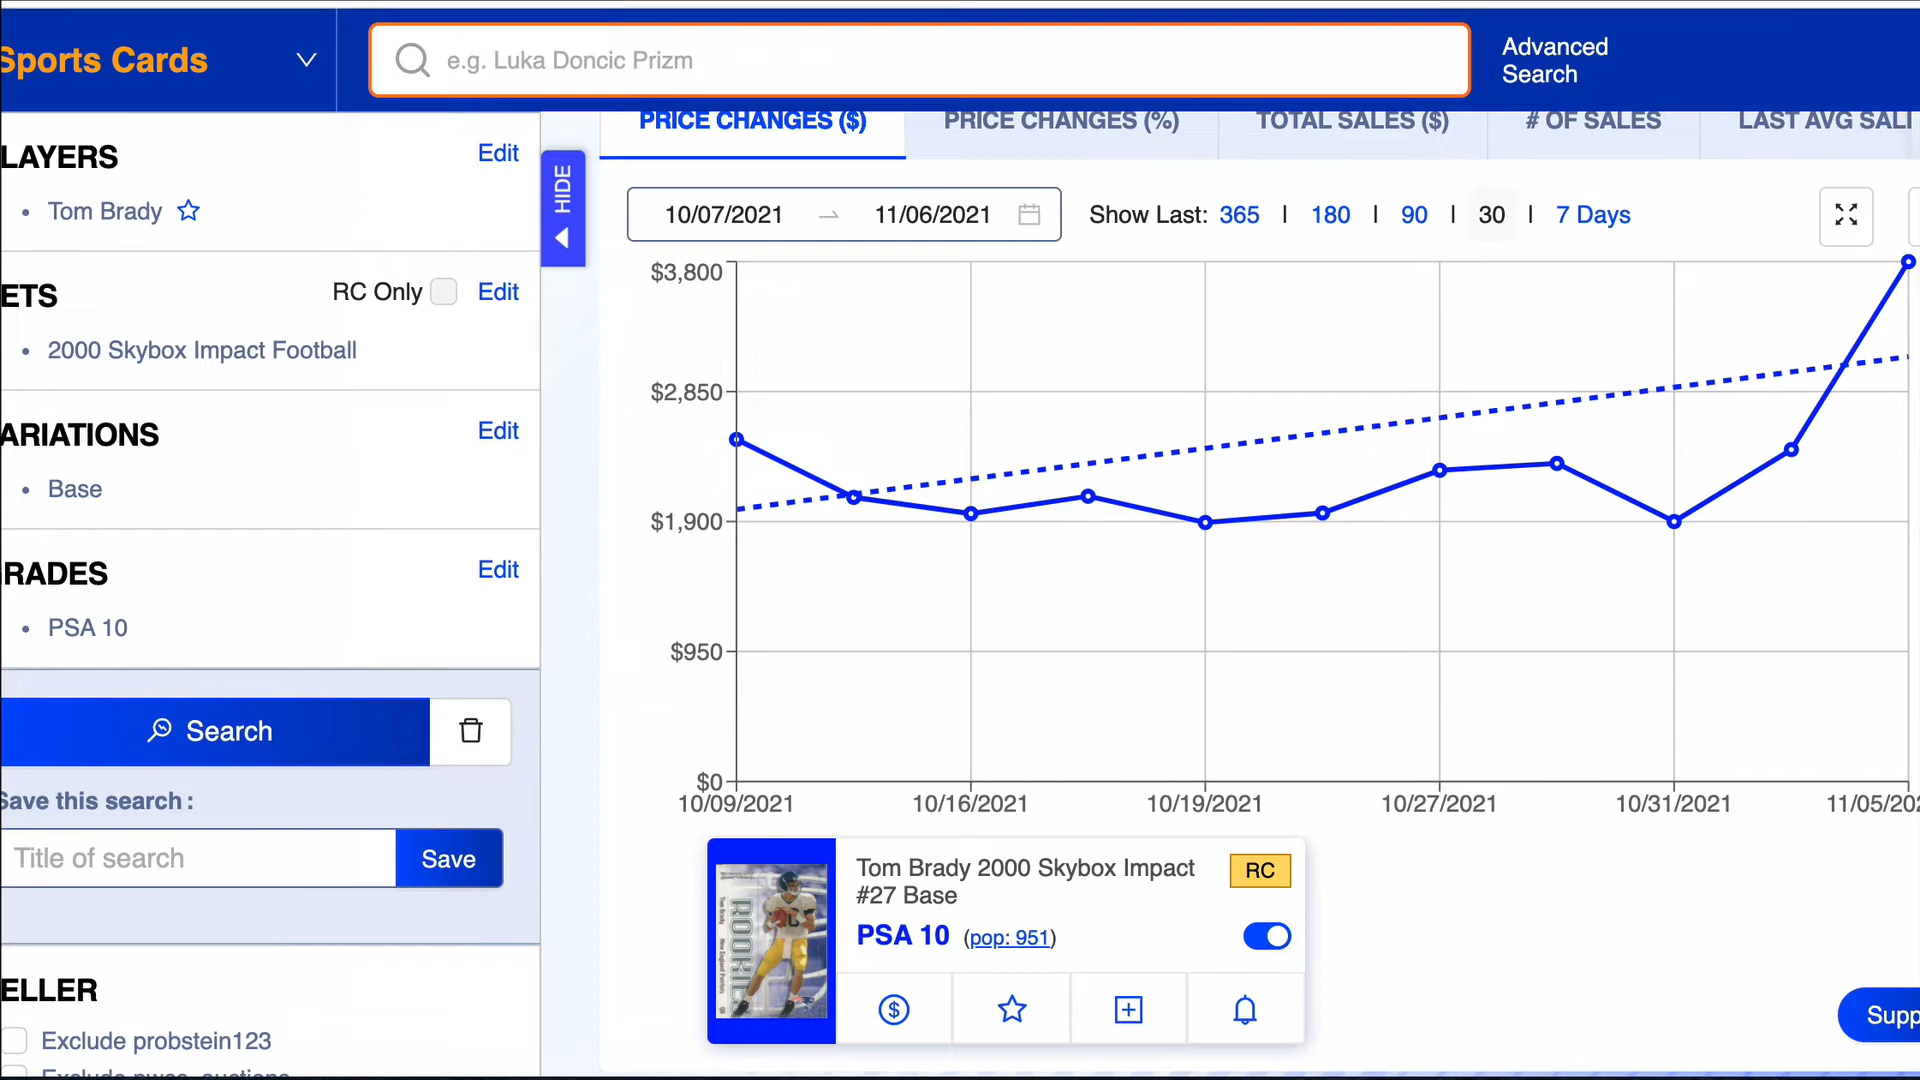 Sports Cards
e.g. Luka Doncic Prizm
Advanced
Search
LAYERS
Edit
Tom Brady
ETS
RC Only
Edit
2000 Skybox Impact Football
ARIATIONS
Edit
Base
RADES
Edit
PSA 10
Search
Save this search :
Title of search
Save
ELLER
Exclude probstein123
HIDE
PRICE CHANGES ($)
PRICE CHANGES (%)
TOTAL SALES ($)
# OF SALES
LAST AVG SALI
10/07/2021
11/06/2021
Show Last: 365 | 180 | 90 | 30 | 7 Days
$3,800
$2,850
$1,900
$950
$0
10/09/2021
10/16/2021
10/19/2021
10/27/2021
10/31/2021
11/05/202
Tom Brady 2000 Skybox Impact
#27 Base
RC
PSA 10 (pop: 951)
ROOKIE
Supp